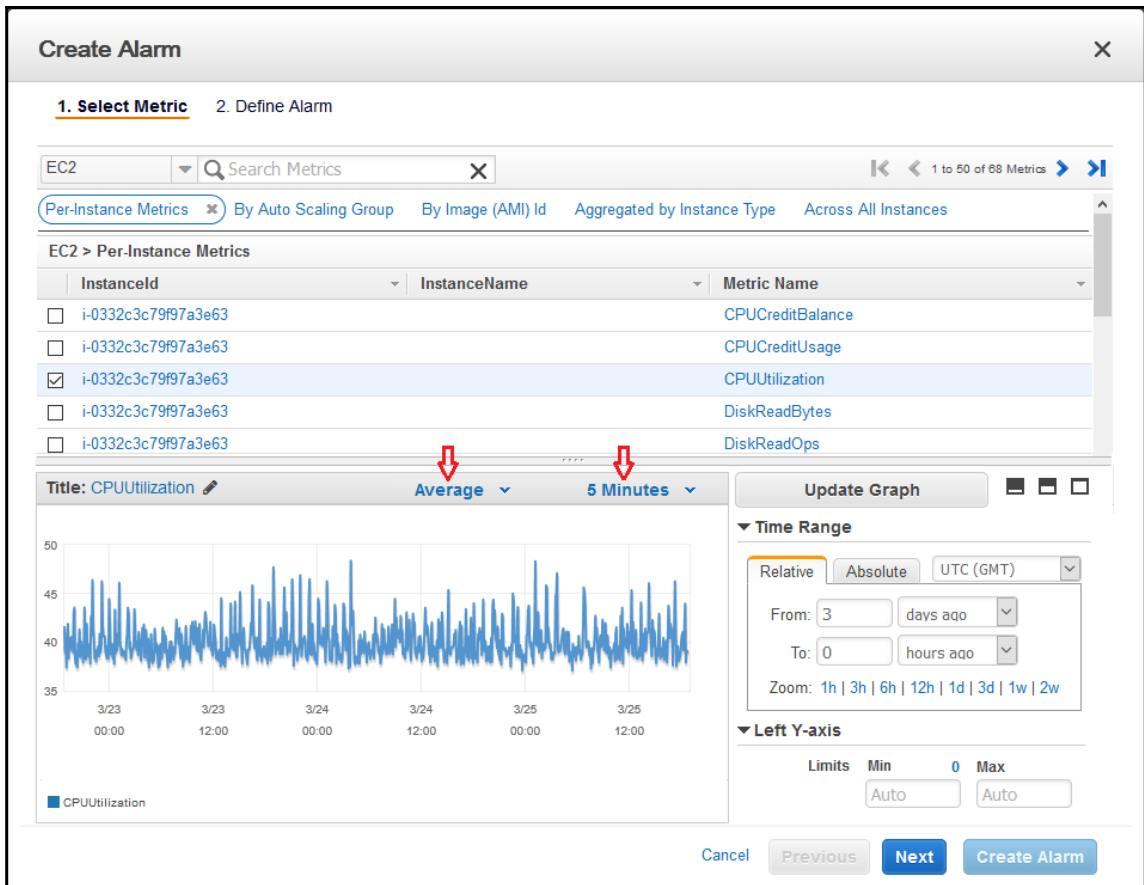 Create Alarm
1. Select Metric 2. Define Alarm
EC2 Search Metrics 1 to 50 of 68 Metrics
Per-Instance Metrics By Auto Scaling Group By Image (AMI) Id Aggregated by Instance Type Across All Instances
EC2 > Per-Instance Metrics
InstanceId InstanceName Metric Name
i-0332c3c79f97a3e63 CPUCreditBalance
i-0332c3c79f97a3e63 CPUCreditUsage
i-0332c3c79f97a3e63 CPUUtilization
i-0332c3c79f97a3e63 DiskReadBytes
i-0332c3c79f97a3e63 DiskReadOps
Title: CPUUtilization Average 5 Minutes
50
45
40
35
3/23 3/23 3/24 3/24 3/25 3/25
00:00 12:00 00:00 12:00 00:00 12:00
CPUUtilization
Update Graph
Time Range
Relative Absolute UTC (GMT)
From: 3 days ago
To: 0 hours ago
Zoom: 1h | 3h | 6h | 12h | 1d | 3d | 1w | 2w
Left Y-axis
Limits Min 0 Max
Auto Auto
Cancel Previous Next Create Alarm